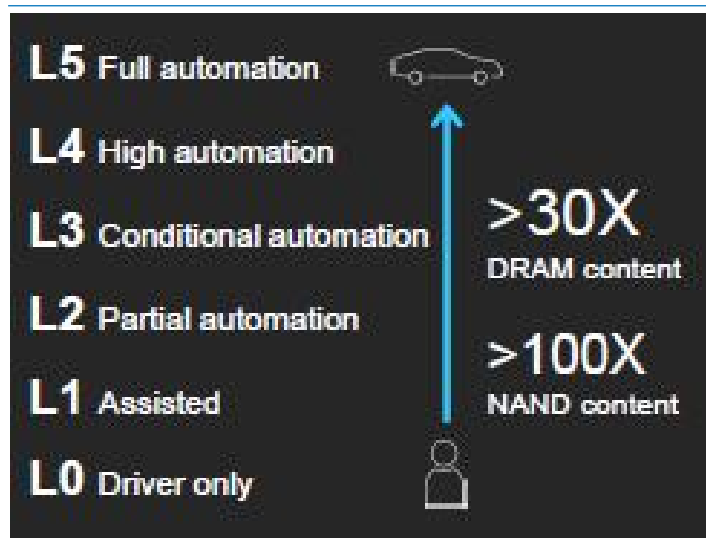 L5 Full automation
L4 High automation
L3 Conditional automation
L2 Partial automation
L1 Assisted
L0 Driver only
>30X
DRAM content
>100X
NAND content